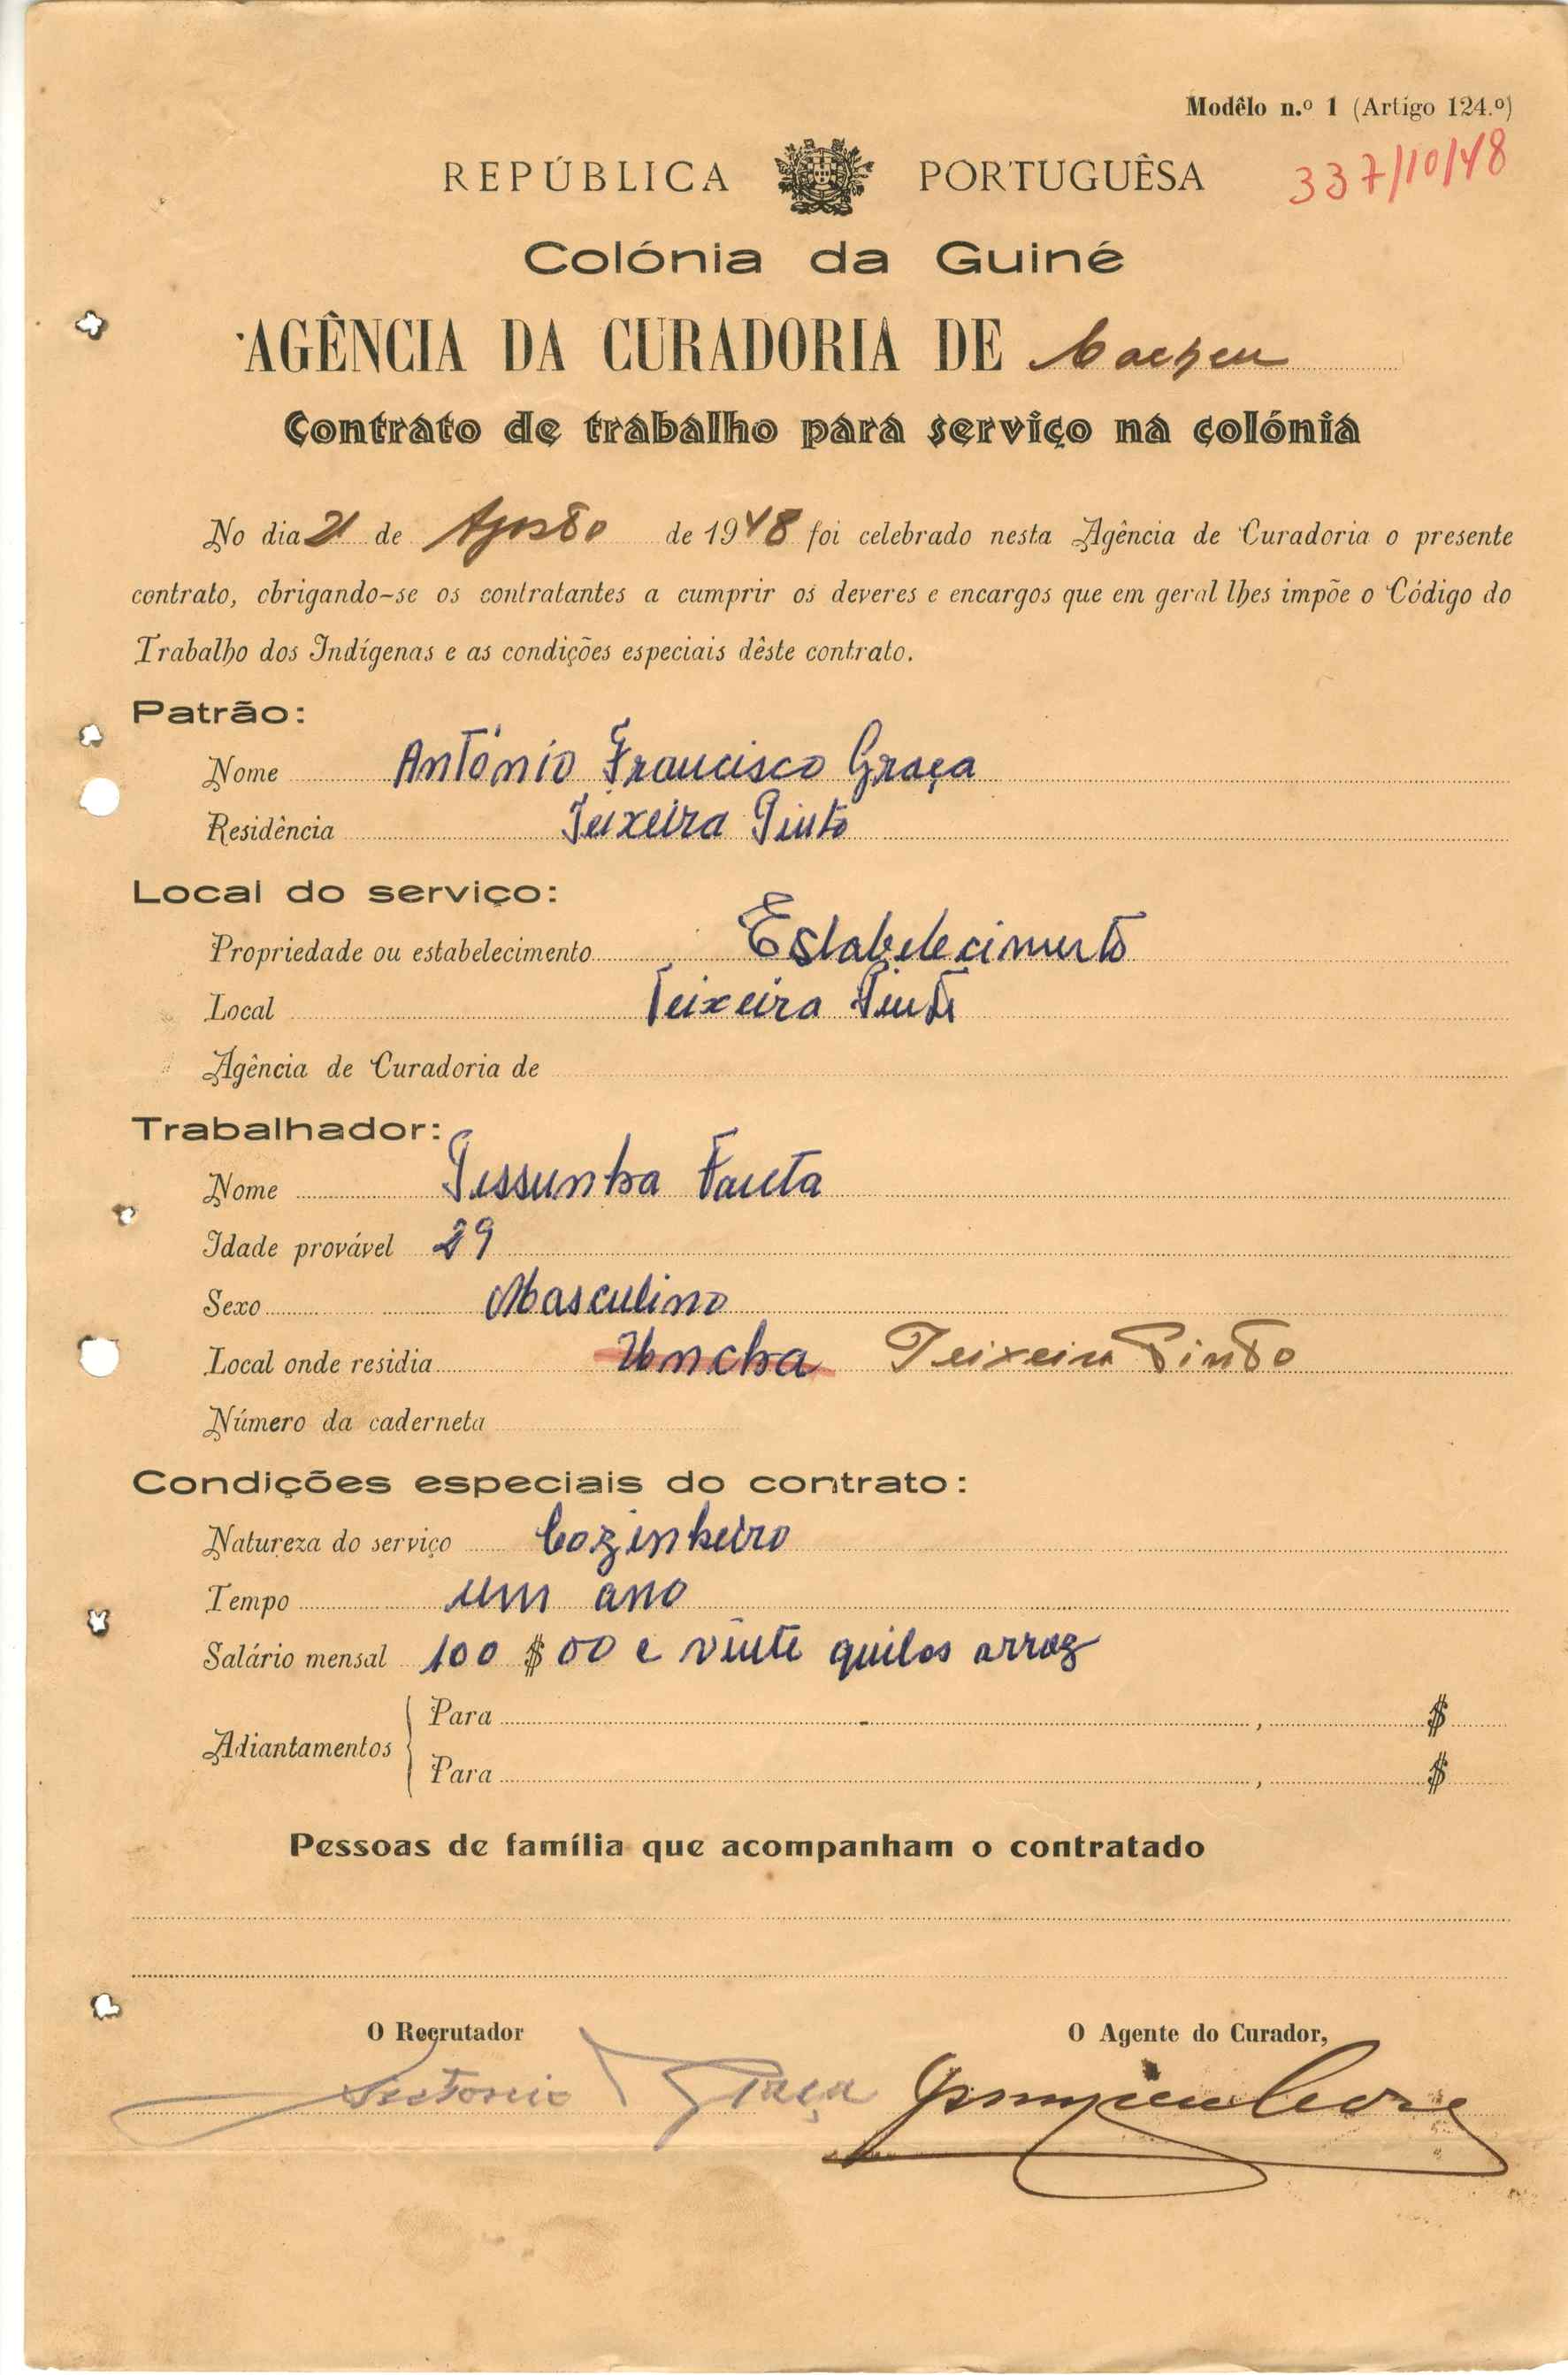 Modêlo n.º 1 (Artigo 124.º)
REPÚBLICA PORTUGUÊSA
337/10/48
Colónia da Guiné
AGÊNCIA DA CURADORIA DE Cacheu
Contrato de trabalho para serviço na colónia
No dia 21 de Agosto de 1948 foi celebrado nesta Agência de Curadoria o presente
contrato, obrigando-se os contratantes a cumprir os deveres e encargos que em geral lhes impõe o Código do
Trabalho dos Indígenas e as condições especiais dêste contrato.
Patrão:
Nome António Francisco Graça
Residência Teixeira Pinto
Local do serviço:
Propriedade ou estabelecimento Estabelecimento
Local Teixeira Pinto
Agência de Curadoria de
Trabalhador:
Nome
Idade provável 29
Sexo Masculino
Local onde residia Teixeira Pinto
Número da caderneta
Condições especiais do contrato:
Natureza do serviço Cozinheiro
Tempo um ano
Salário mensal 100$00 e vinte quilos arroz
Adiantamentos
Para , $
Para , $
Pessoas de família que acompanham o contratado
O Recrutador
O Agente do Curador,
Antonio F Graça